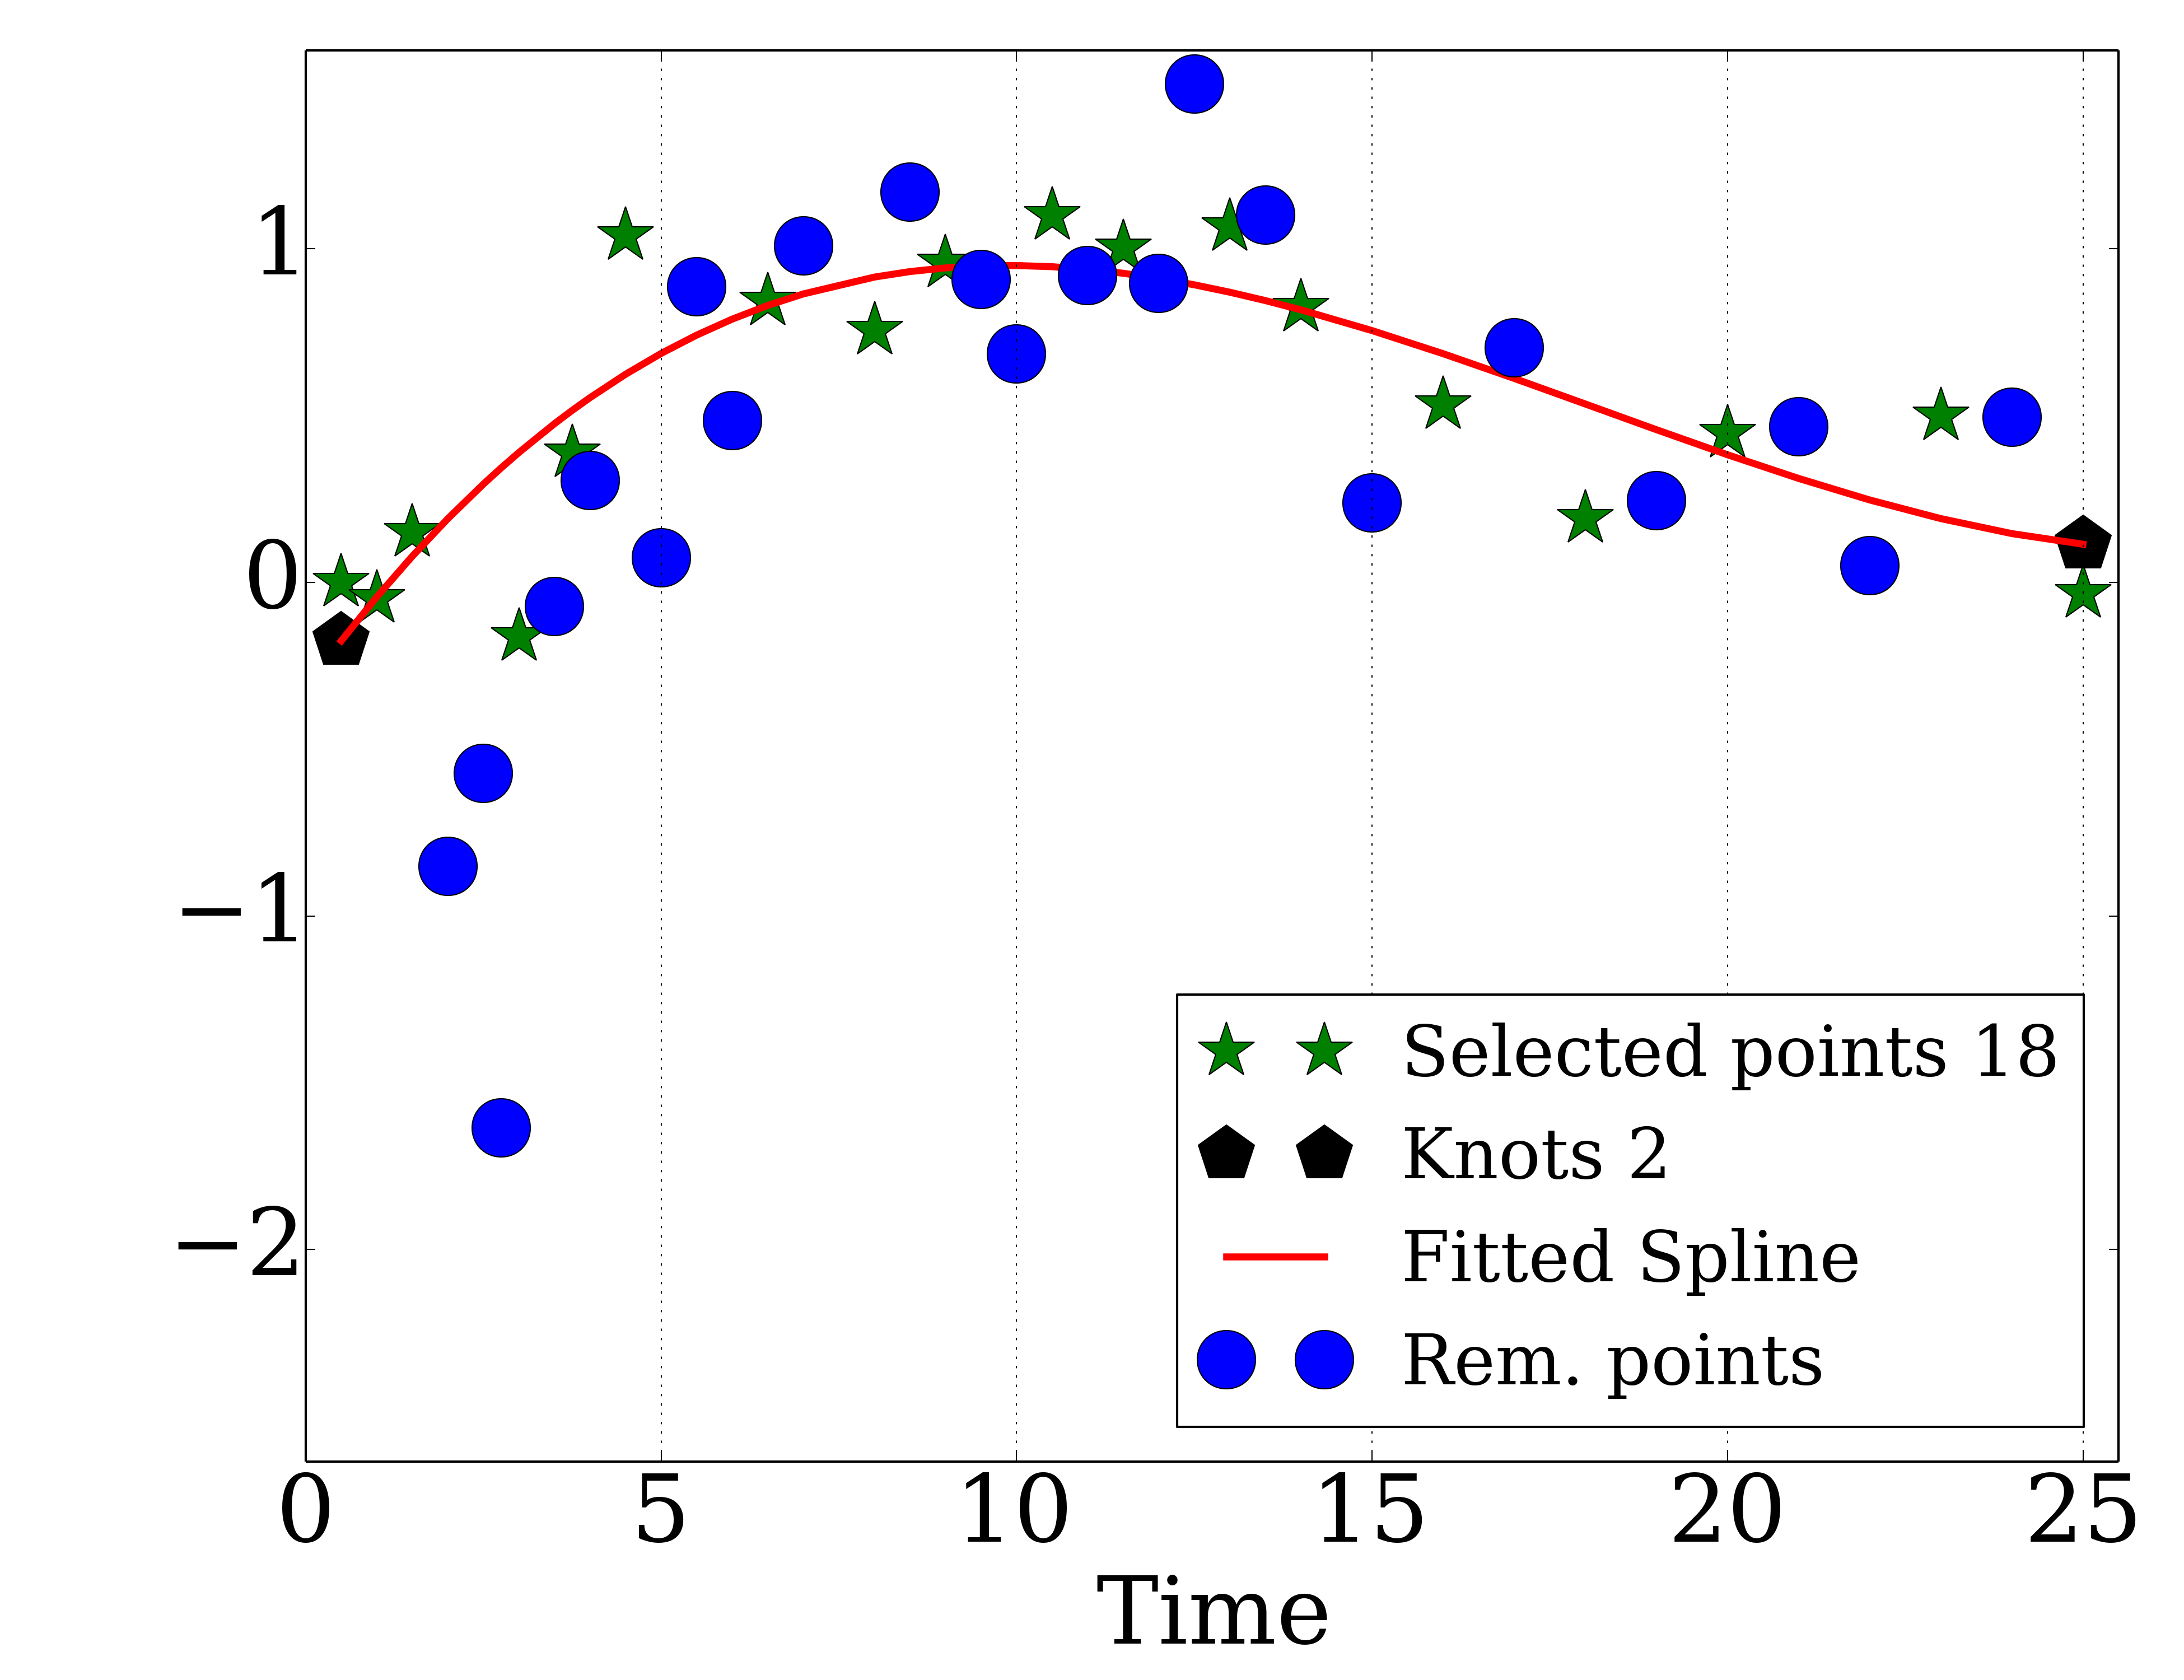 1
0
−1
−2
Selected points 18
Knots 2
Fitted Spline
Rem. points
0 5 10 15 20 25
Time